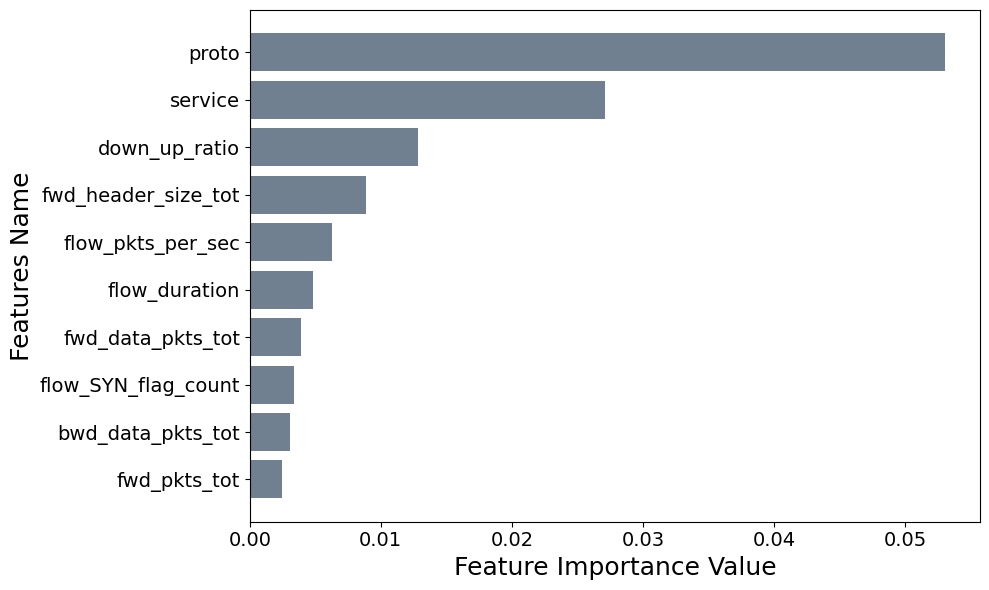 proto
service
down_up_ratio
fwd_header_size_tot
flow_pkts_per_sec
flow_duration
fwd_data_pkts_tot
flow_SYN_flag_count
bwd_data_pkts_tot
fwd_pkts_tot
Features Name
0.00 0.01 0.02 0.03 0.04 0.05
Feature Importance Value